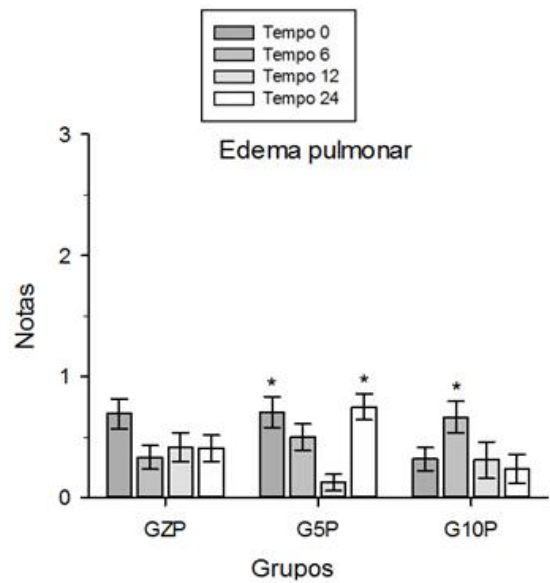 Tempo 0
Tempo 6
Tempo 12
Tempo 24
Edema pulmonar
3
2
1
0
Notas
* * *
GZP G5P G10P
Grupos